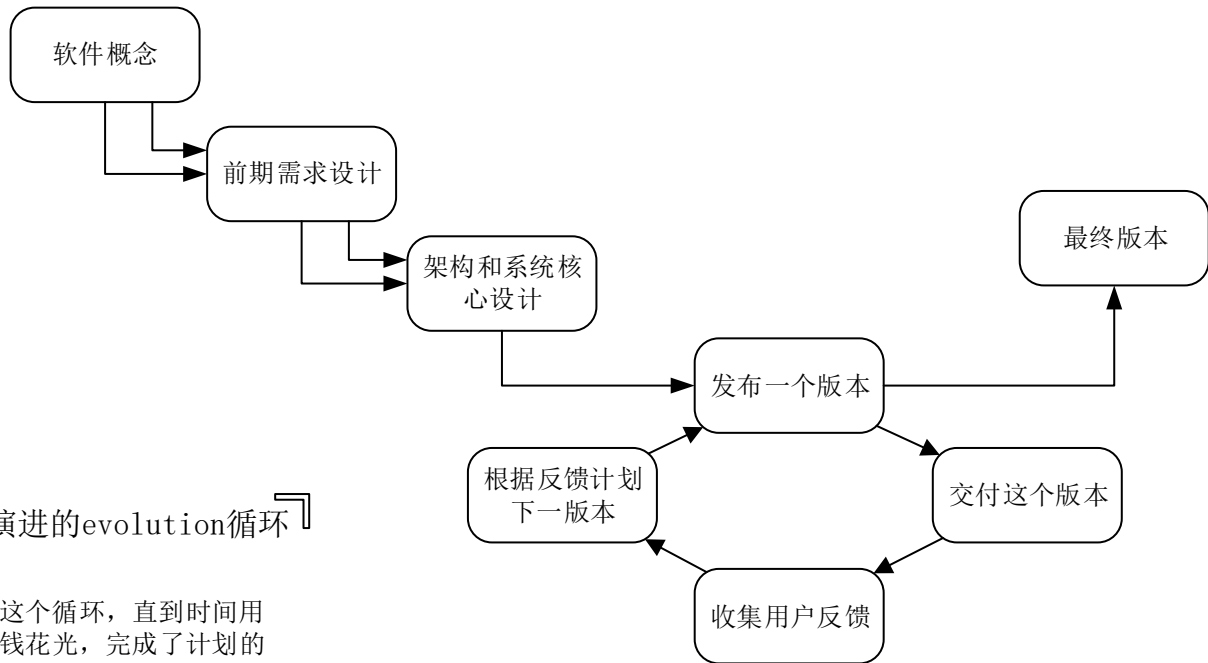 软件概念
前期需求设计
架构和系统核
心设计
最终版本
发布一个版本
根据反馈计划
下一版本
交付这个版本
收集用户反馈
演进的evolution循环
这个循环，直到时间用
钱花光，完成了计划的